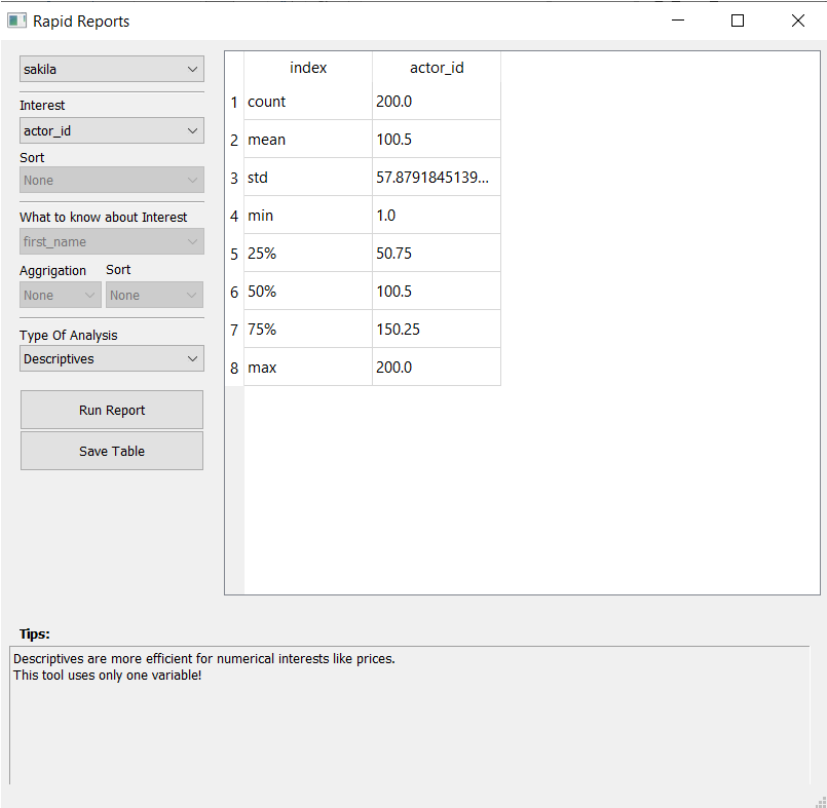 Rapid Reports
sakila
Interest
actor_id
Sort
None
What to know about Interest
first_name
Aggrigation Sort
None None
Type Of Analysis
Descriptives
Run Report
Save Table
index actor_id
1 count 200.0
2 mean 100.5
3 std 57.8791845139...
4 min 1.0
5 25% 50.75
6 50% 100.5
7 75% 150.25
8 max 200.0
Tips:
Descriptives are more efficient for numerical interests like prices.
This tool uses only one variable!